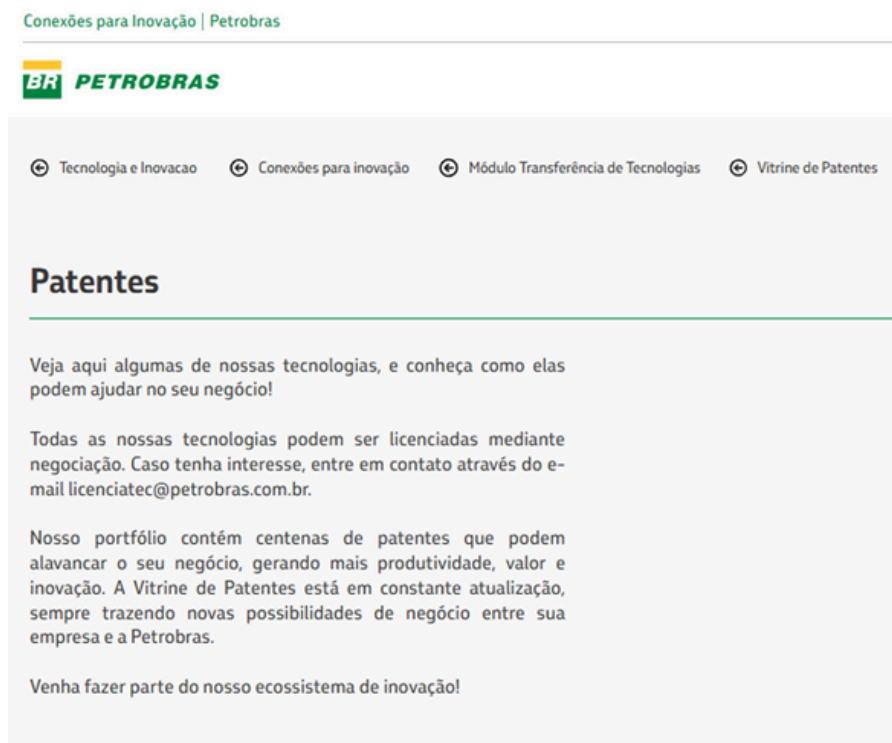 Conexões para Inovação | Petrobras
BR PETROBRAS
Tecnologia e Inovacao Conexões para inovação Módulo Transferência de Tecnologias Vitrine de Patentes
Patentes
Veja aqui algumas de nossas tecnologias, e conheça como elas
podem ajudar no seu negócio!
Todas as nossas tecnologias podem ser licenciadas mediante
negociação. Caso tenha interesse, entre em contato através do e-
mail licenciatec@petrobras.com.br.
Nosso portfólio contém centenas de patentes que podem
alavancar o seu negócio, gerando mais produtividade, valor e
inovação. A Vitrine de Patentes está em constante atualização,
sempre trazendo novas possibilidades de negócio entre sua
empresa e a Petrobras.
Venha fazer parte do nosso ecossistema de inovação!